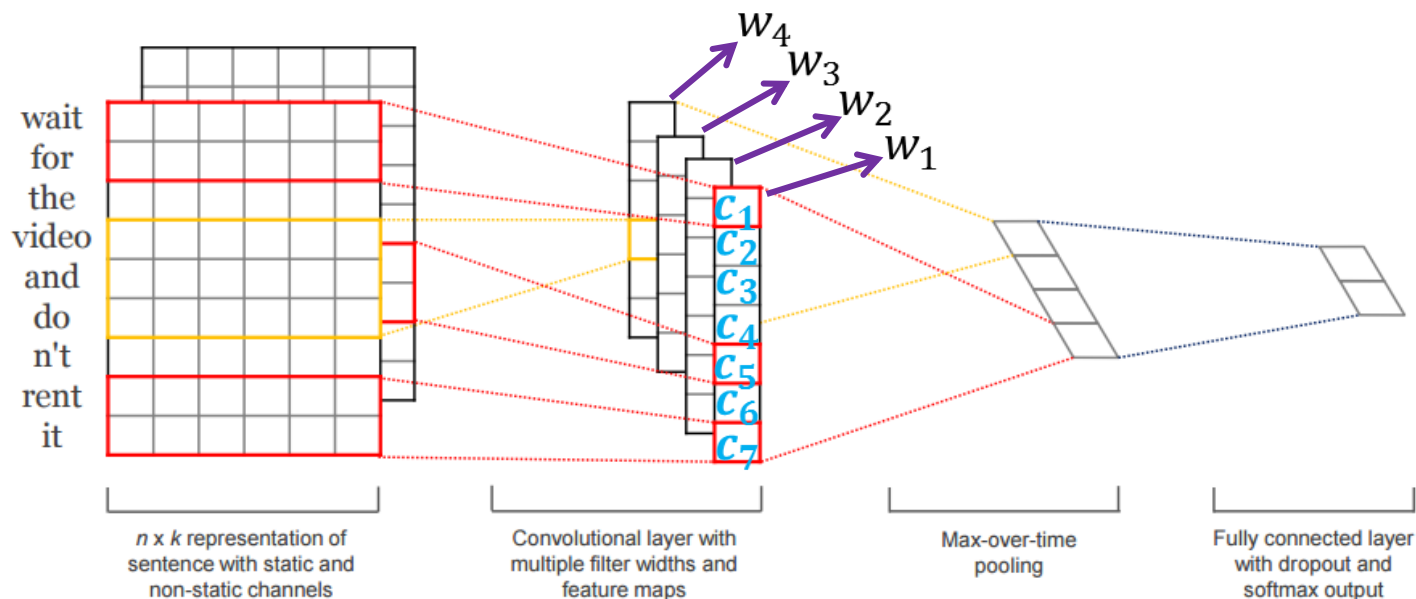 w₄
w₃
w₂
w₁
wait
for
the
video
and
do
n't
rent
it
c₁
c₂
c₃
c₄
c₅
c₆
c₇
n x k representation of
sentence with static and
non-static channels
Convolutional layer with
multiple filter widths and
feature maps
Max-over-time
pooling
Fully connected layer
with dropout and
softmax output